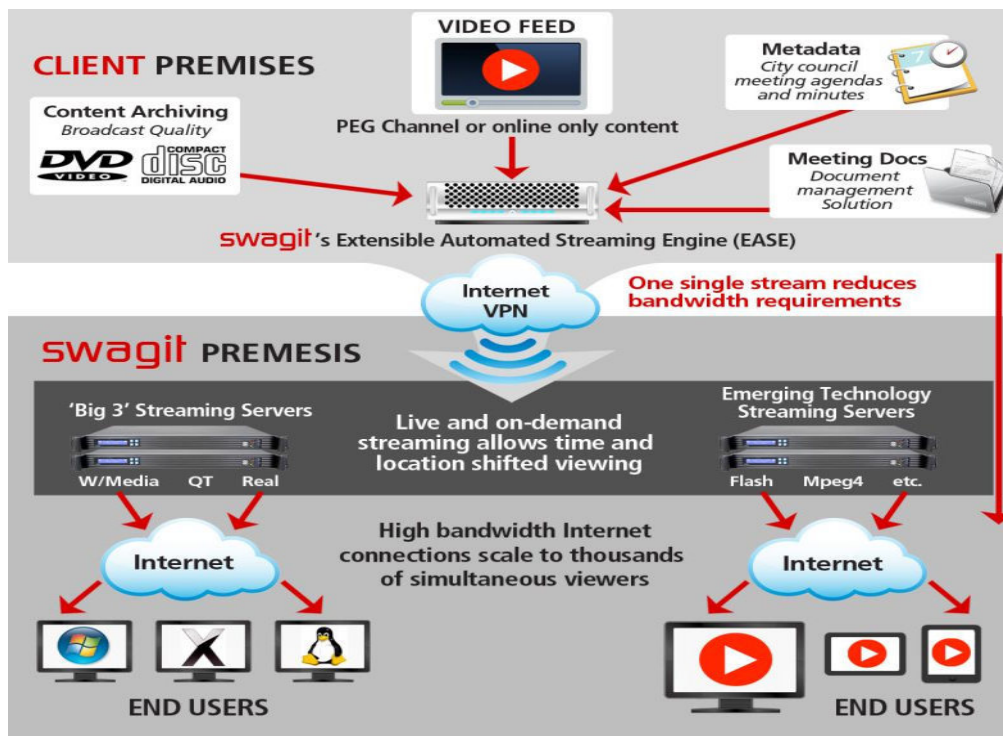 VIDEO FEED
CLIENT PREMISES
Metadata
City council
meeting agendas
and minutes
7
Content Archiving
Broadcast Quality
DVD
VIDEO
COMPACT
disc
DIGITAL AUDIO
PEG Channel or online only content
Meeting Docs
Document
management
Solution
swagit's Extensible Automated Streaming Engine (EASE)
Internet
VPN
One single stream reduces
bandwidth requirements
swagit PREMESIS
'Big 3' Streaming Servers
W/Media QT Real
Live and on-demand
streaming allows time and
location shifted viewing
Emerging Technology
Streaming Servers
Flash Mpeg4 etc.
Internet
High bandwidth Internet
connections scale to thousands
of simultaneous viewers
Internet
X
END USERS
END USERS